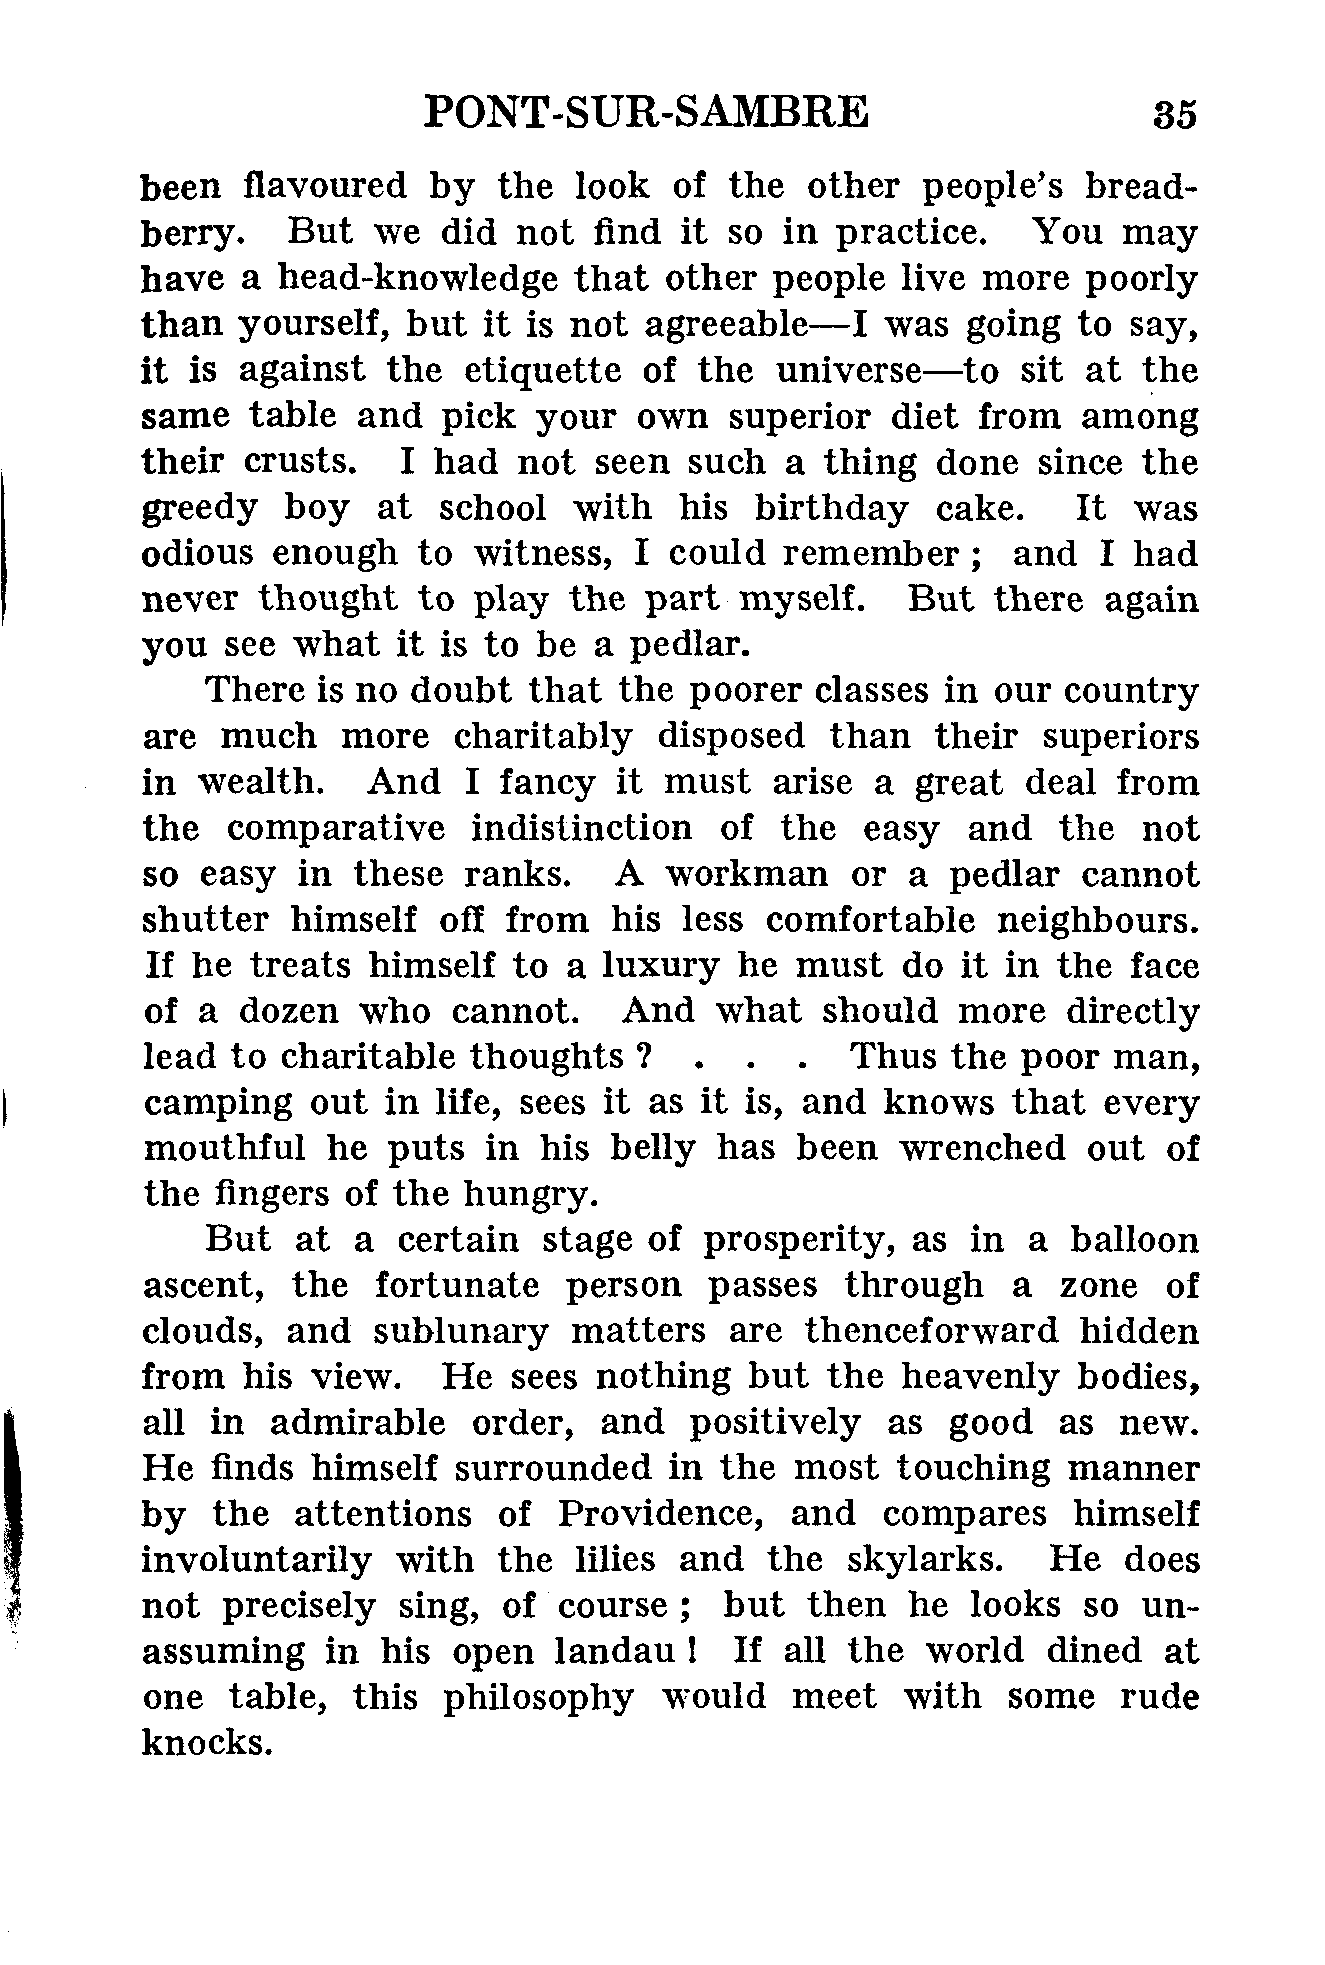 PONT-SUR-SAMBRE 35
been flavoured by the look of the other people's bread-
berry. But we did not find it so in practice. You may
have a head-knowledge that other people live more poorly
than yourself, but it is not agreeable—I was going to say,
it is against the etiquette of the universe—to sit at the
same table and pick your own superior diet from among
their crusts. I had not seen such a thing done since the
greedy boy at school with his birthday cake. It was
odious enough to witness, I could remember ; and I had
never thought to play the part myself. But there again
you see what it is to be a pedlar.
There is no doubt that the poorer classes in our country
are much more charitably disposed than their superiors
in wealth. And I fancy it must arise a great deal from
the comparative indistinction of the easy and the not
so easy in these ranks. A workman or a pedlar cannot
shutter himself off from his less comfortable neighbours.
If he treats himself to a luxury he must do it in the face
of a dozen who cannot. And what should more directly
lead to charitable thoughts ? . . . Thus the poor man,
camping out in life, sees it as it is, and knows that every
mouthful he puts in his belly has been wrenched out of
the fingers of the hungry.
But at a certain stage of prosperity, as in a balloon
ascent, the fortunate person passes through a zone of
clouds, and sublunary matters are thenceforward hidden
from his view. He sees nothing but the heavenly bodies,
all in admirable order, and positively as good as new.
He finds himself surrounded in the most touching manner
by the attentions of Providence, and compares himself
involuntarily with the lilies and the skylarks. He does
not precisely sing, of course ; but then he looks so un-
assuming in his open landau ! If all the world dined at
one table, this philosophy would meet with some rude
knocks.